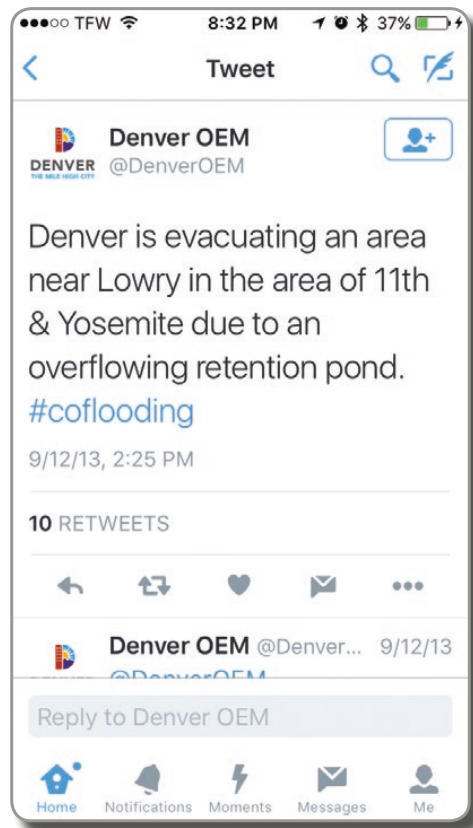 TFW 8:32 PM 37%
Tweet
Denver OEM
DENVER
THE MILE HIGH CITY
@DenverOEM
Denver is evacuating an area
near Lowry in the area of 11th
& Yosemite due to an
overflowing retention pond.
#coflooding
9/12/13, 2:25 PM
10 RETWEETS
Denver OEM @Denver... 9/12/13
@DenverOEM
Reply to Denver OEM
Home Notifications Moments Messages Me